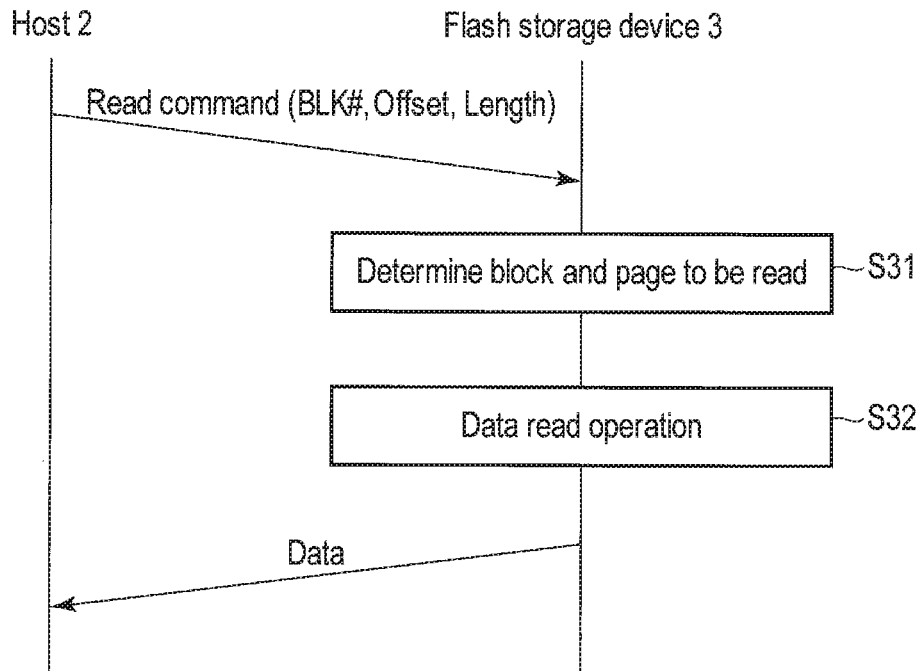 Host 2
Flash storage device 3
Read command (BLK#, Offset, Length)
Determine block and page to be read
S31
Data read operation
S32
Data